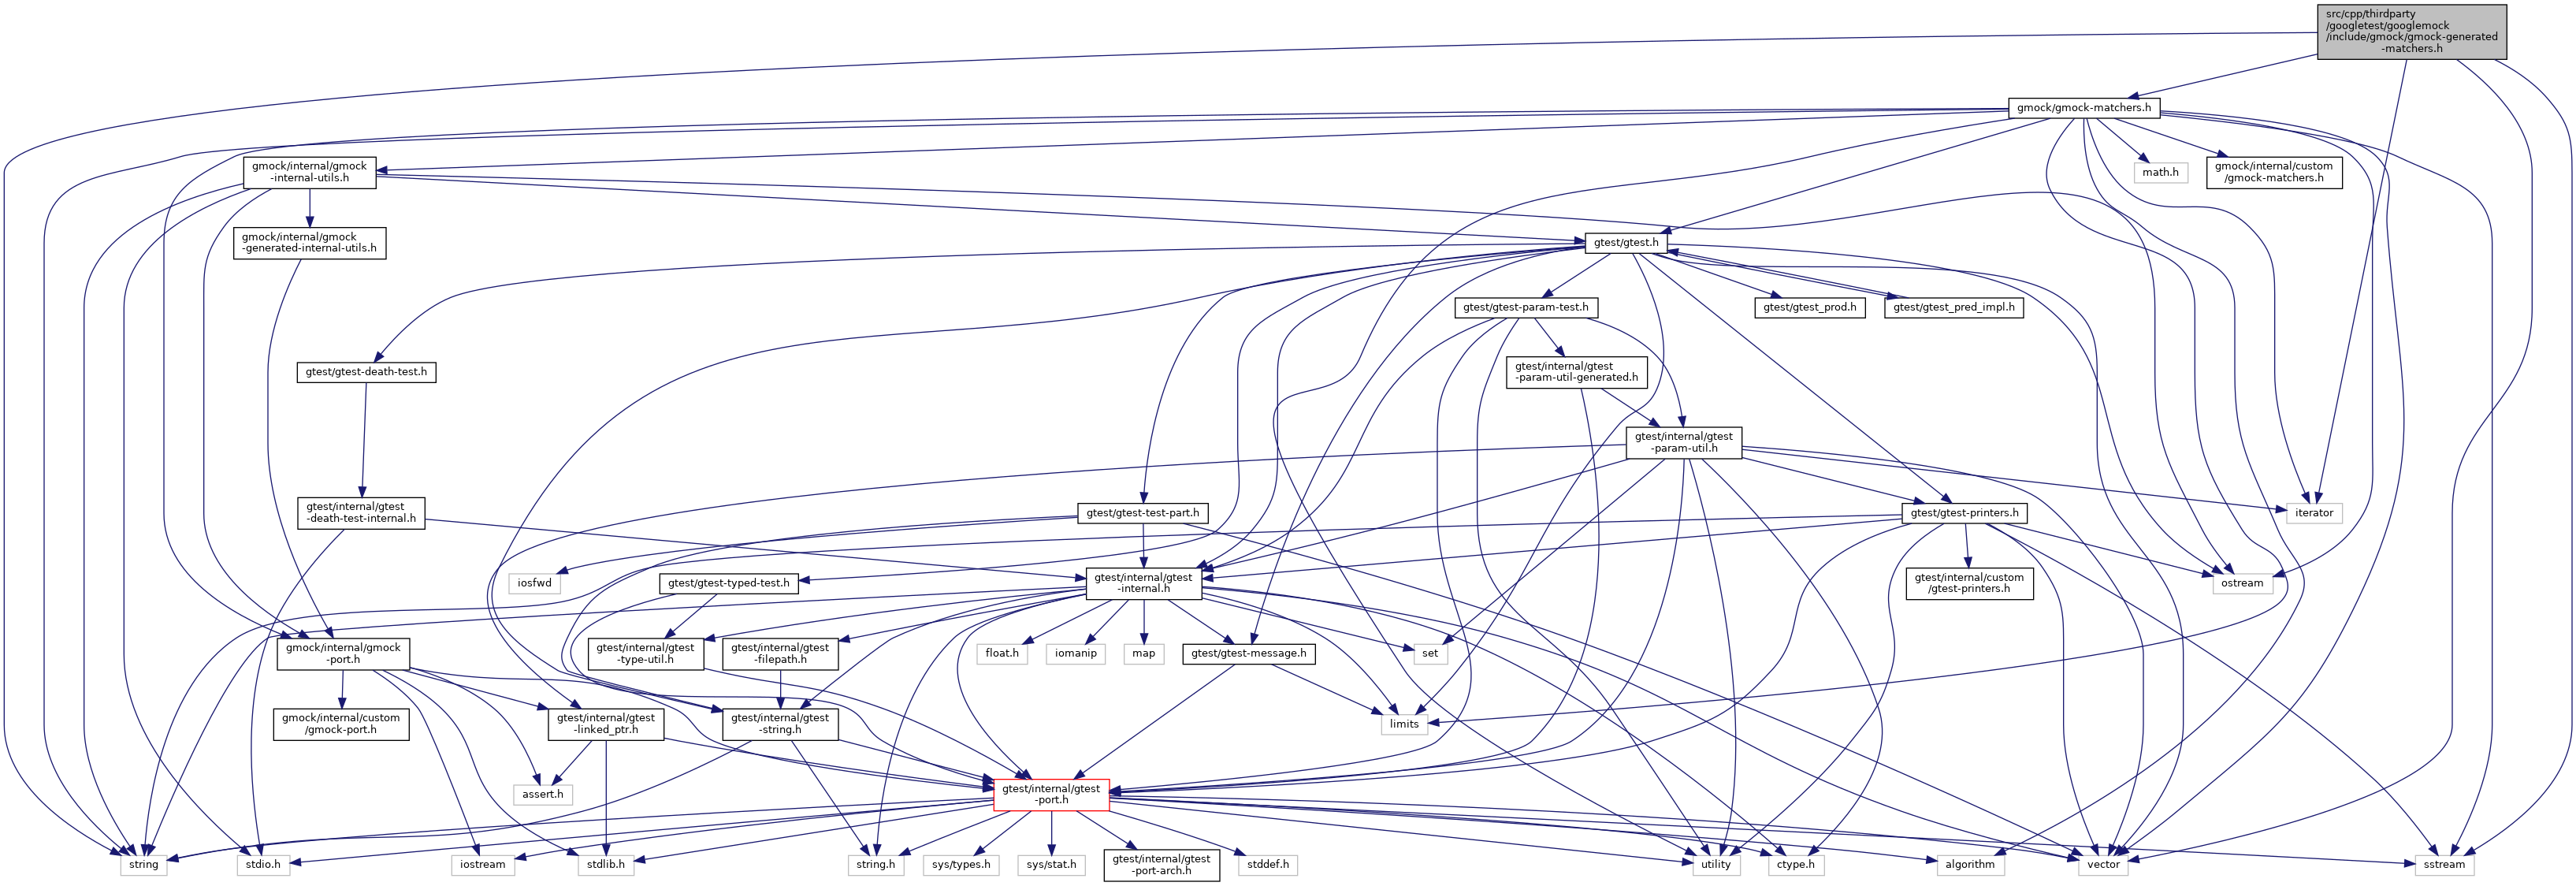 src/cpp/thirdparty
/googletest/googlemock
/include/gmock/gmock-generated
-matchers.h
gmock/gmock-matchers.h
gmock/internal/gmock
-internal-utils.h
math.h
gmock/internal/custom
/gmock-matchers.h
gmock/internal/gmock
-generated-internal-utils.h
gtest/gtest.h
gtest/gtest-param-test.h
gtest/gtest_prod.h
gtest/gtest_pred_impl.h
gtest/gtest-death-test.h
gtest/internal/gtest
-param-util-generated.h
gtest/internal/gtest
-param-util.h
gtest/internal/gtest
-death-test-internal.h
gtest/gtest-test-part.h
gtest/gtest-printers.h
iterator
iosfwd
gtest/gtest-typed-test.h
gtest/internal/gtest
-internal.h
gtest/internal/custom
/gtest-printers.h
ostream
gmock/internal/gmock
-port.h
gtest/internal/gtest
-type-util.h
gtest/internal/gtest
-filepath.h
float.h
iomanip
map
gtest/gtest-message.h
set
gmock/internal/custom
/gmock-port.h
gtest/internal/gtest
-linked_ptr.h
gtest/internal/gtest
-string.h
limits
assert.h
gtest/internal/gtest
-port.h
string
stdio.h
iostream
stdlib.h
string.h
sys/types.h
sys/stat.h
gtest/internal/gtest
-port-arch.h
stddef.h
utility
ctype.h
algorithm
vector
sstream